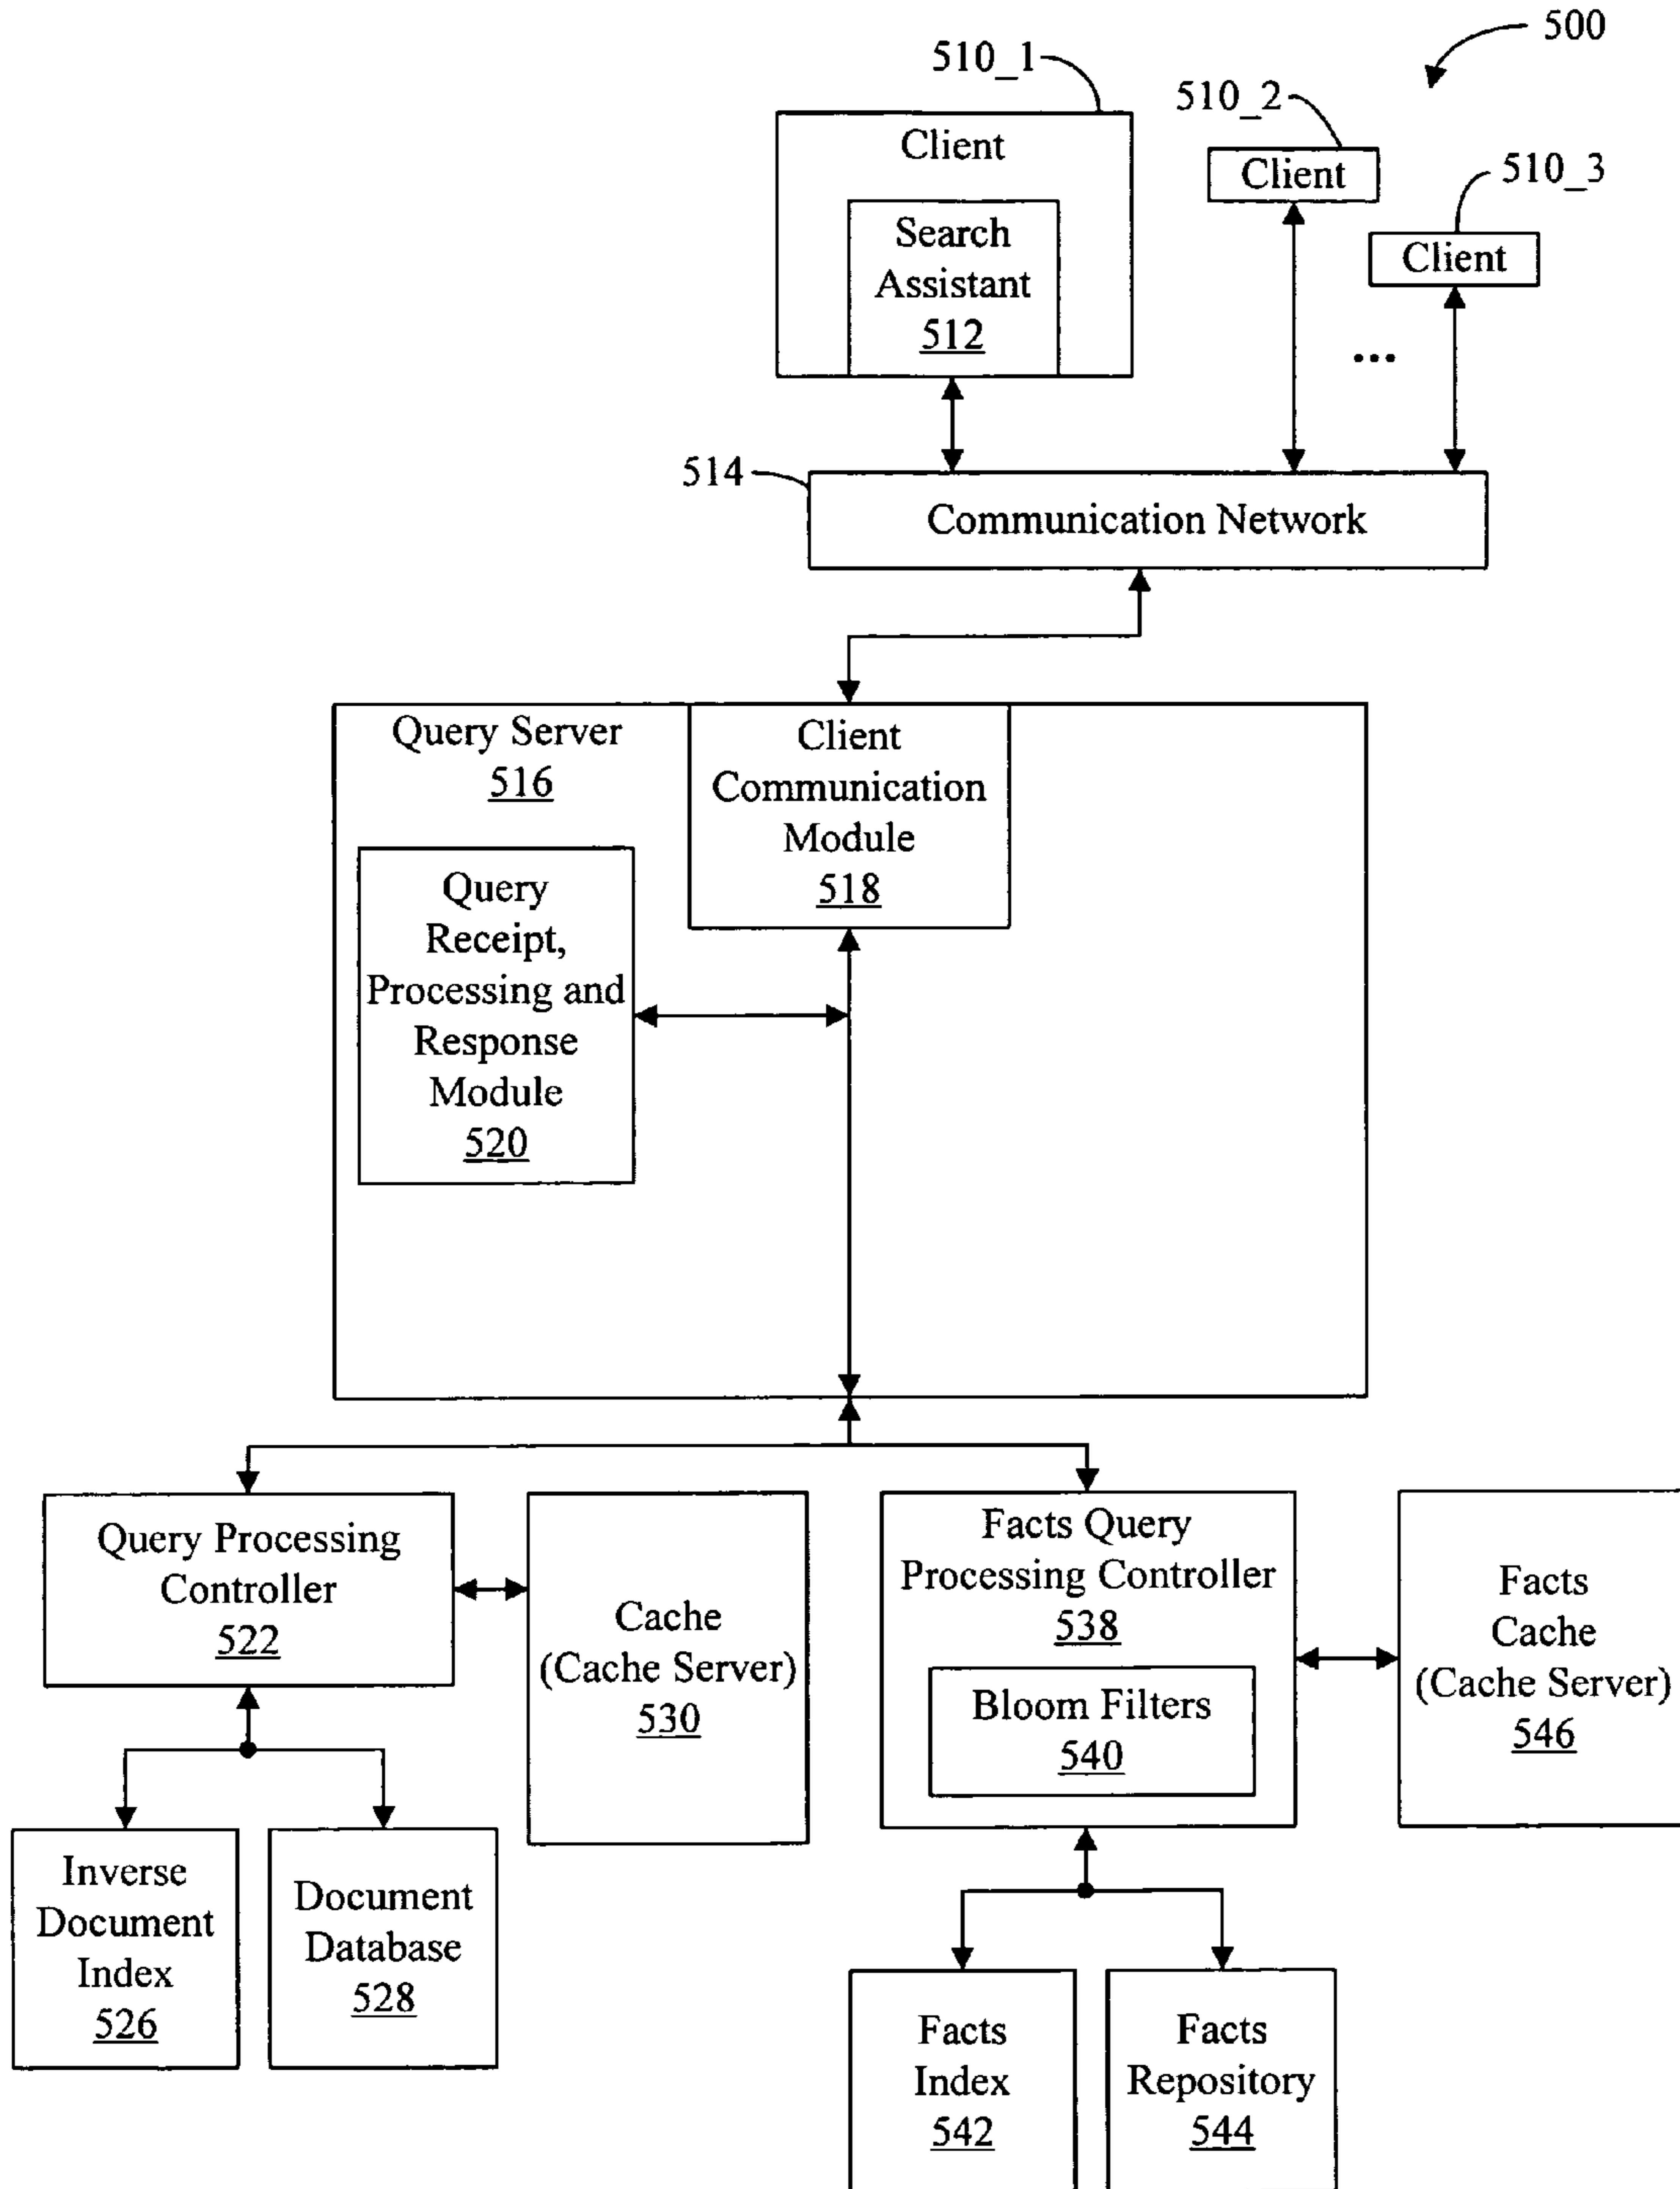 500
510_1
510_2
510_3
Client
Client
Client
Search
Assistant
512
...
514
Communication Network
Query Server
516
Client
Communication
Module
518
Query
Receipt,
Processing and
Response
Module
520
Query Processing
Controller
522
Cache
(Cache Server)
530
Facts Query
Processing Controller
538
Bloom Filters
540
Facts
Cache
(Cache Server)
546
Inverse
Document
Index
526
Document
Database
528
Facts
Index
542
Facts
Repository
544